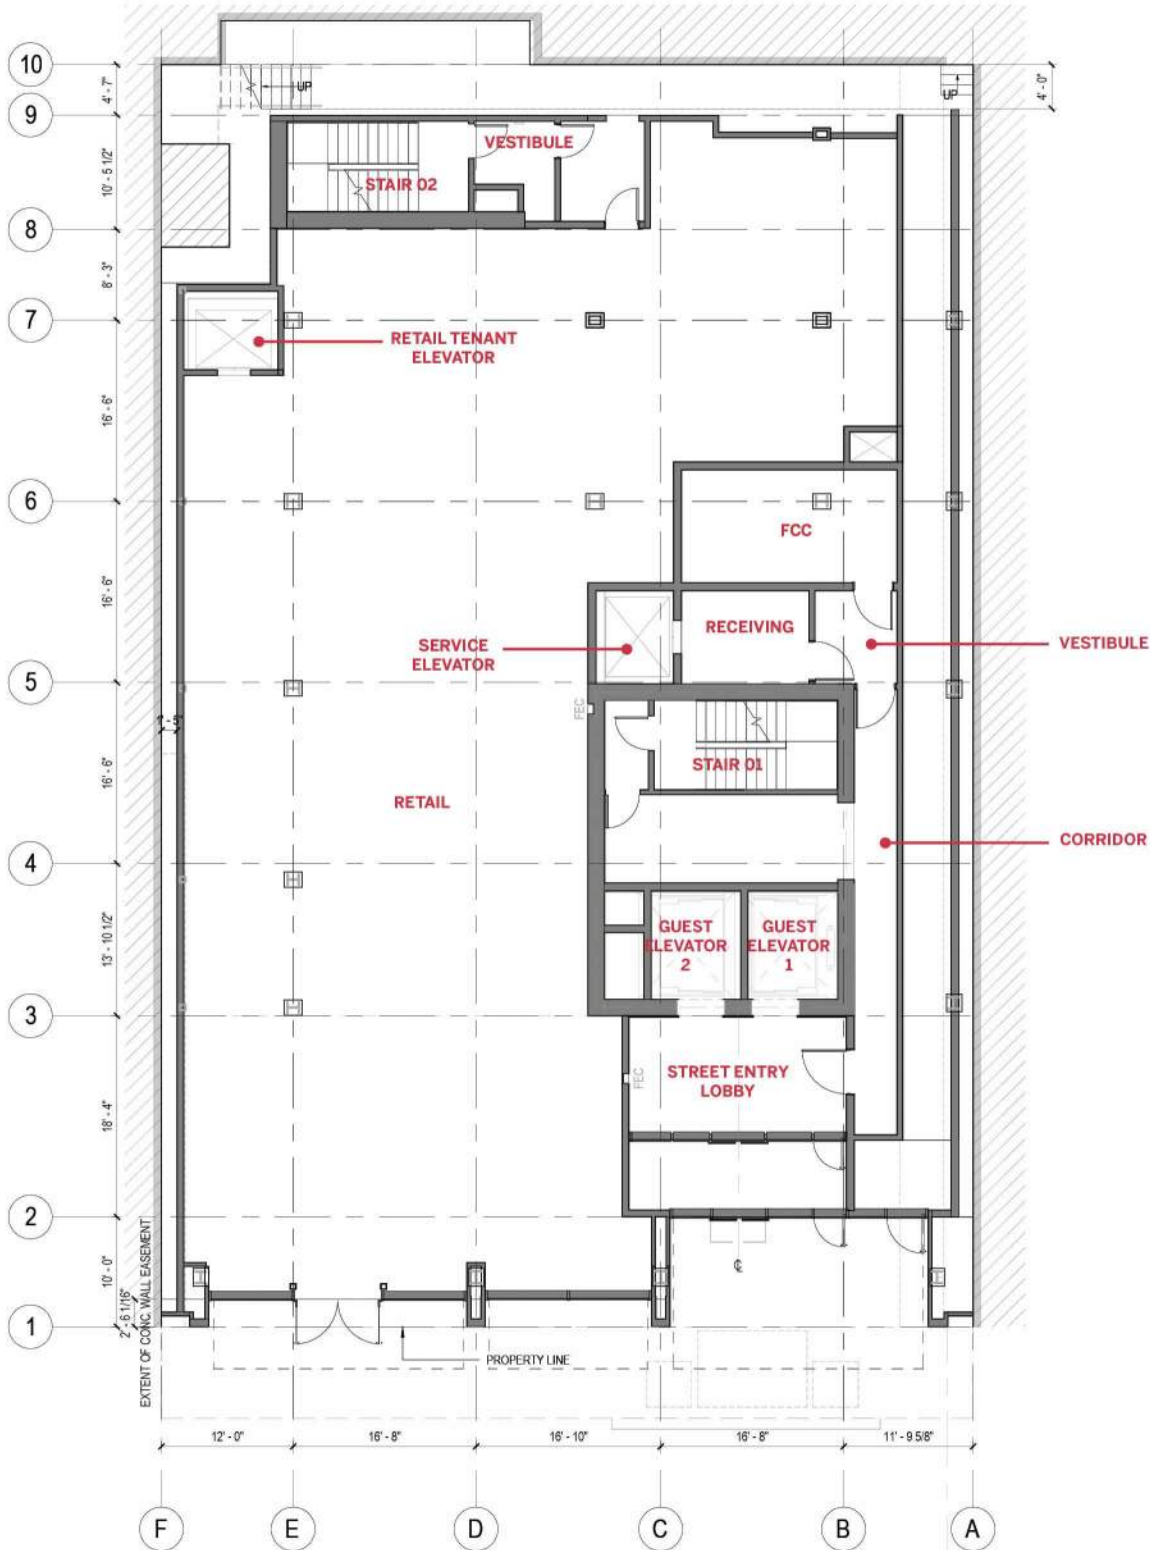 10
4' - 7"
UP
UP
4' - 0"
9
10' - 5 1/2"
VESTIBULE
STAIR 02
8
8' - 3"
7
RETAIL TENANT
ELEVATOR
16' - 6"
6
FCC
16' - 6"
RECEIVING
SERVICE
ELEVATOR
VESTIBULE
5
FEC
1' - 5"
16' - 6"
STAIR 01
RETAIL
CORRIDOR
4
13' - 10 1/2"
GUEST
ELEVATOR
2
GUEST
ELEVATOR
1
3
STREET ENTRY
LOBBY
FEC
18' - 4"
2
10' - 0"
2' - 6 1/16"
EXTENT OF CONC. WALL EASEMENT
1
PROPERTY LINE
12' - 0"
16' - 8"
16' - 10"
16' - 8"
11' - 9 5/8"
F
E
D
C
B
A